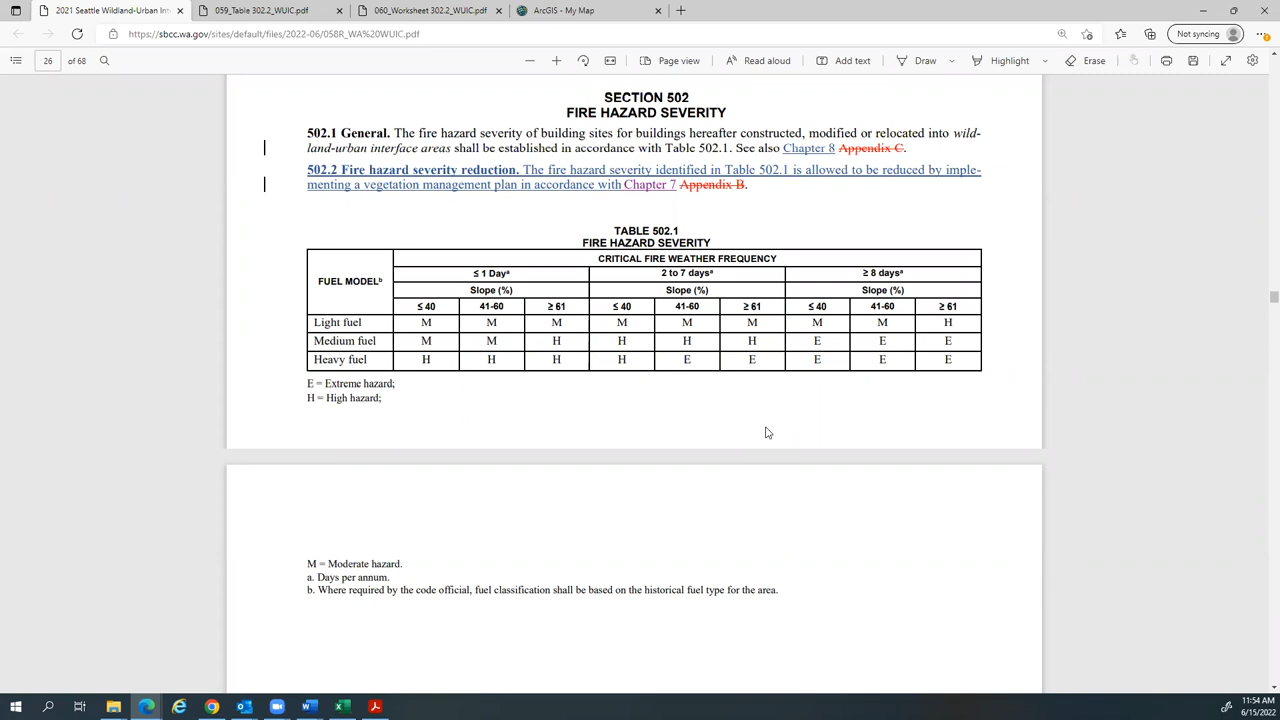 2021 Seattle Wildland-Urban Int
059_Table 302.2_WUIC.pdf
060_Worksheet 302.2_WUIC.pdf
ArcGIS - My Map
https://sbcc.wa.gov/sites/default/files/2022-06/058R_WA%20WUIC.pdf
Not syncing
26 of 68
Page view
Read aloud
Add text
Draw
Highlight
Erase
SECTION 502
FIRE HAZARD SEVERITY
502.1 General. The fire hazard severity of building sites for buildings hereafter constructed, modified or relocated into wild-
land-urban interface areas shall be established in accordance with Table 502.1. See also Chapter 8 Appendix C.
502.2 Fire hazard severity reduction. The fire hazard severity identified in Table 502.1 is allowed to be reduced by imple-
menting a vegetation management plan in accordance with Chapter 7 Appendix B.
TABLE 502.1
FIRE HAZARD SEVERITY
FUEL MODELb
CRITICAL FIRE WEATHER FREQUENCY
≤ 1 Daya 2 to 7 daysa ≥ 8 daysa
Slope (%) Slope (%) Slope (%)
≤ 40 41-60 ≥ 61 ≤ 40 41-60 ≥ 61 ≤ 40 41-60 ≥ 61
Light fuel M M M M M M M M H
Medium fuel M M H H H H E E E
Heavy fuel H H H H E E E E E
E = Extreme hazard;
H = High hazard;
M = Moderate hazard.
a. Days per annum.
b. Where required by the code official, fuel classification shall be based on the historical fuel type for the area.
11:54 AM
6/15/2022